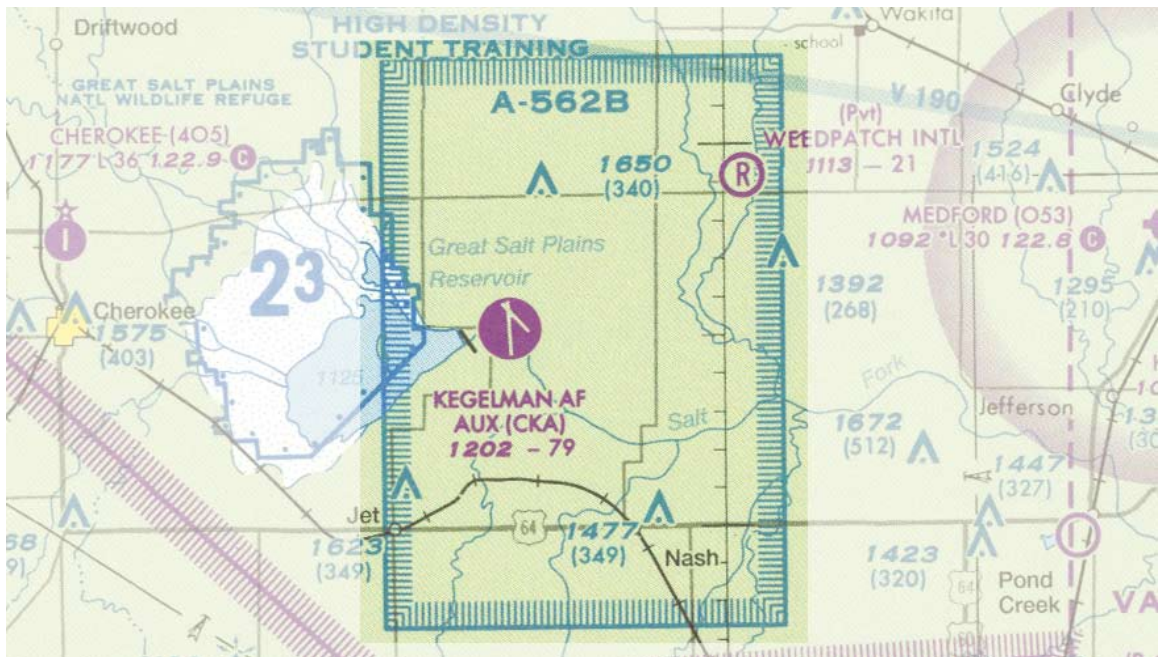 Driftwood
HIGH DENSITY
STUDENT TRAINING
Wakita
school
GREAT SALT PLAINS
NATL WILDLIFE REFUGE
A-562B
V 190
Clyde
CHEROKEE (4O5)
1177 L 36 122.9 C
(Pvt)
WEEDPATCH INTL
1113 - 21
R
1650
(340)
1524
(416)
MEDFORD (O53)
1092 *L 30 122.8 C
Great Salt Plains
Reservoir
23
1392
(268)
1295
(210)
Cherokee
1575
(403)
1125
KEGELMAN AF
AUX (CKA)
1202 - 79
Salt
Fork
Jefferson
1672
(512)
1447
(327)
Jet
64
1477
(349)
1623
(349)
Nash
1423
(320)
64
Pond
Creek
60
VA